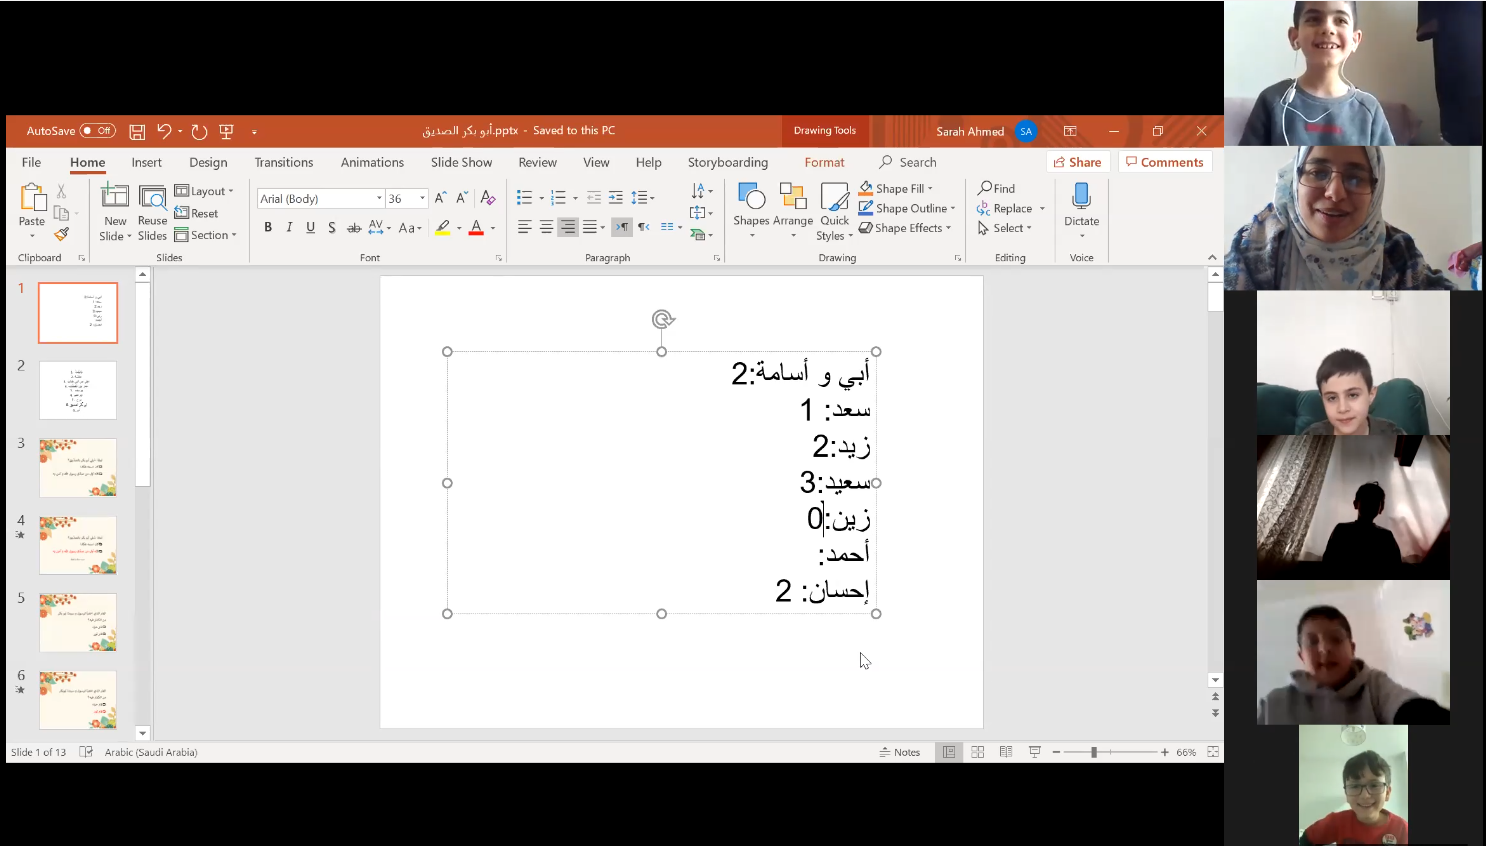 AutoSave Off
أبو بكر الصديق.pptx - Saved to this PC
Drawing Tools
Sarah Ahmed SA
File Home Insert Design Transitions Animations Slide Show Review View Help Storyboarding Format Search
Share Comments
Paste
Clipboard
New Slide
Reuse Slides
Layout
Reset
Section
Slides
Arial (Body) 36
B I U S ab AV Aa
Font
Paragraph
Shapes Arrange Quick Styles
Shape Fill
Shape Outline
Shape Effects
Drawing
Find
Replace
Select
Editing
Dictate
Voice
1
2
3
4
5
6
أبي و أسامة:2
سعد: 1
زيد:2
سعيد:3
زين:0
أحمد:
إحسان: 2
Slide 1 of 13 Arabic (Saudi Arabia) Notes 66%